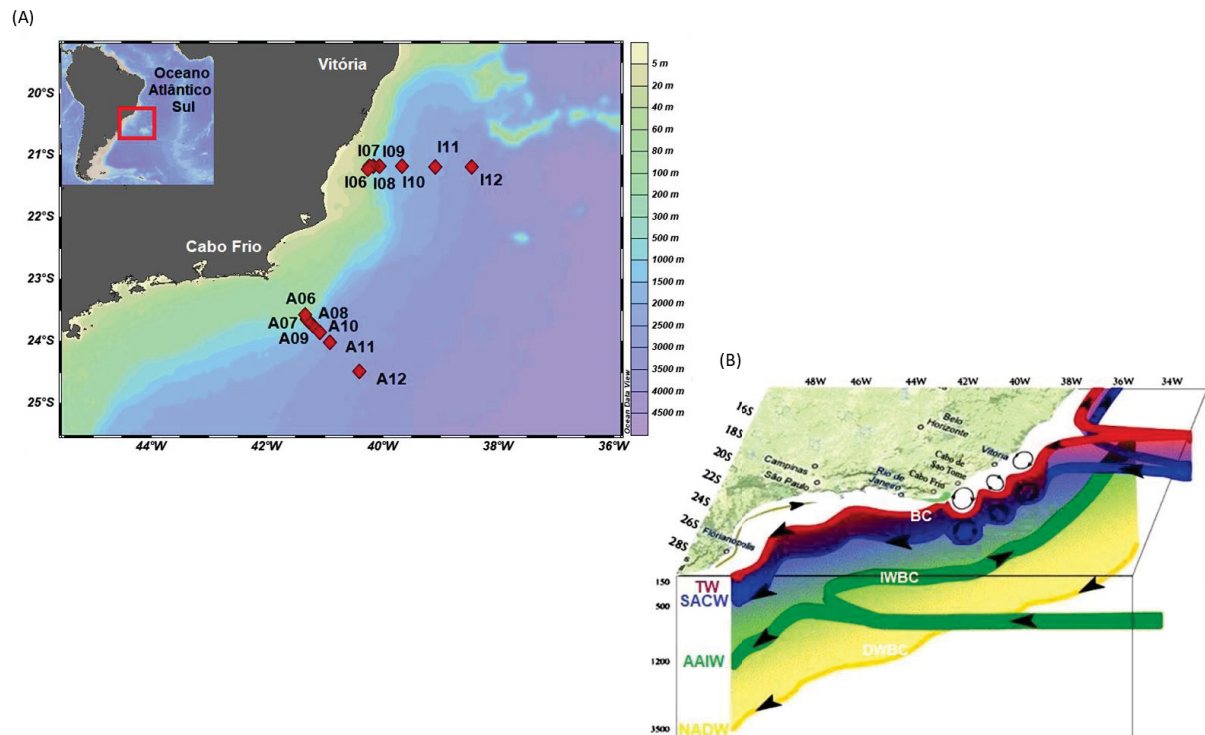 (A)
Oceano
Atlântico
Sul
Vitória
Cabo Frio
20°S
21°S
22°S
23°S
24°S
25°S
44°W
42°W
40°W
38°W
36°W
I07
I09
I11
I06
I08
I10
I12
A06
A08
A07
A10
A09
A11
A12
5 m
20 m
40 m
60 m
80 m
100 m
200 m
300 m
500 m
1000 m
1500 m
2000 m
2500 m
3000 m
3500 m
4000 m
4500 m
Ocean Data View
(B)
48W
46W
44W
42W
40W
38W
36W
34W
16S
18S
20S
22S
24S
26S
28S
Belo
Horizonte
Vitória
Cabo de
Sao Tome
Campinas
São Paulo
Rio de
Janeiro
Cabo Frio
Florianopolis
BC
IWBC
DWBC
150
500
1200
3500
TW
SACW
AAIW
NADW